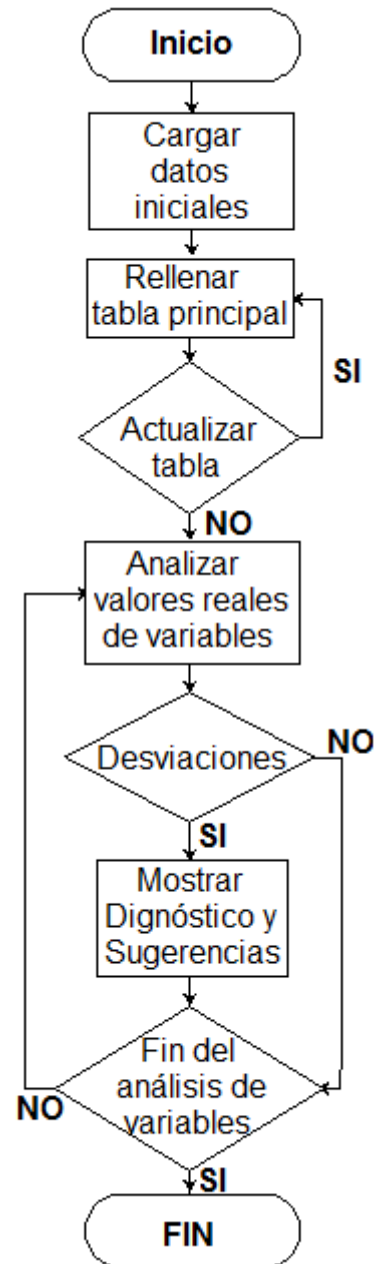 Inicio
Cargar
datos
iniciales
Rellenar
tabla principal
SI
Actualizar
tabla
NO
Analizar
valores reales
de variables
Desviaciones
NO
SI
Mostrar
Dignóstico y
Sugerencias
Fin del
análisis de
variables
NO
SI
FIN